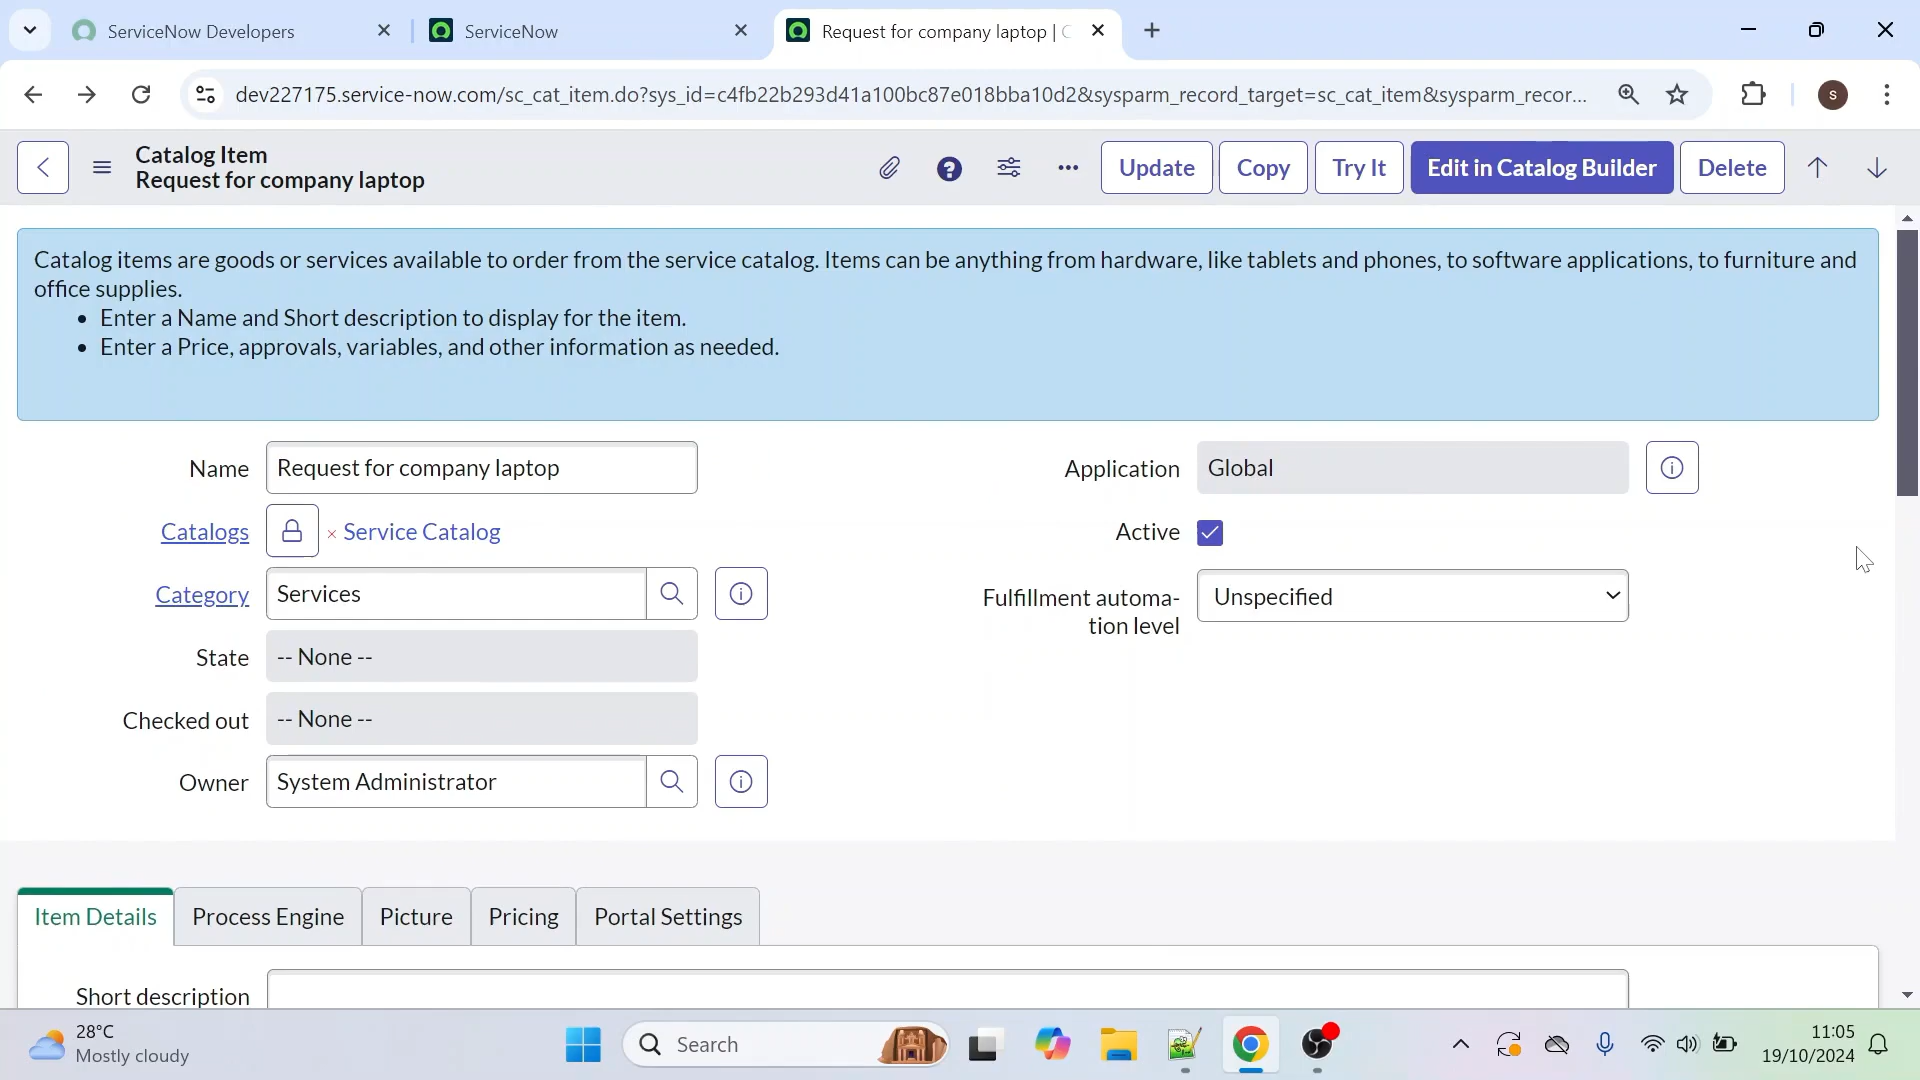 ServiceNow Developers
ServiceNow
Request for company laptop | C
dev227175.service-now.com/sc_cat_item.do?sys_id=c4fb22b293d41a100bc87e018bba10d2&sysparm_record_target=sc_cat_item&sysparm_recor...
S
Catalog Item
Request for company laptop
Update
Copy
Try It
Edit in Catalog Builder
Delete
Catalog items are goods or services available to order from the service catalog. Items can be anything from hardware, like tablets and phones, to software applications, to furniture and
office supplies.
• Enter a Name and Short description to display for the item.
• Enter a Price, approvals, variables, and other information as needed.
Name
Request for company laptop
Application
Global
Catalogs
× Service Catalog
Active
Category
Services
Fulfillment automa-
tion level
Unspecified
State
-- None --
Checked out
-- None --
Owner
System Administrator
Item Details
Process Engine
Picture
Pricing
Portal Settings
Short description
28°C
Mostly cloudy
Search
11:05
19/10/2024